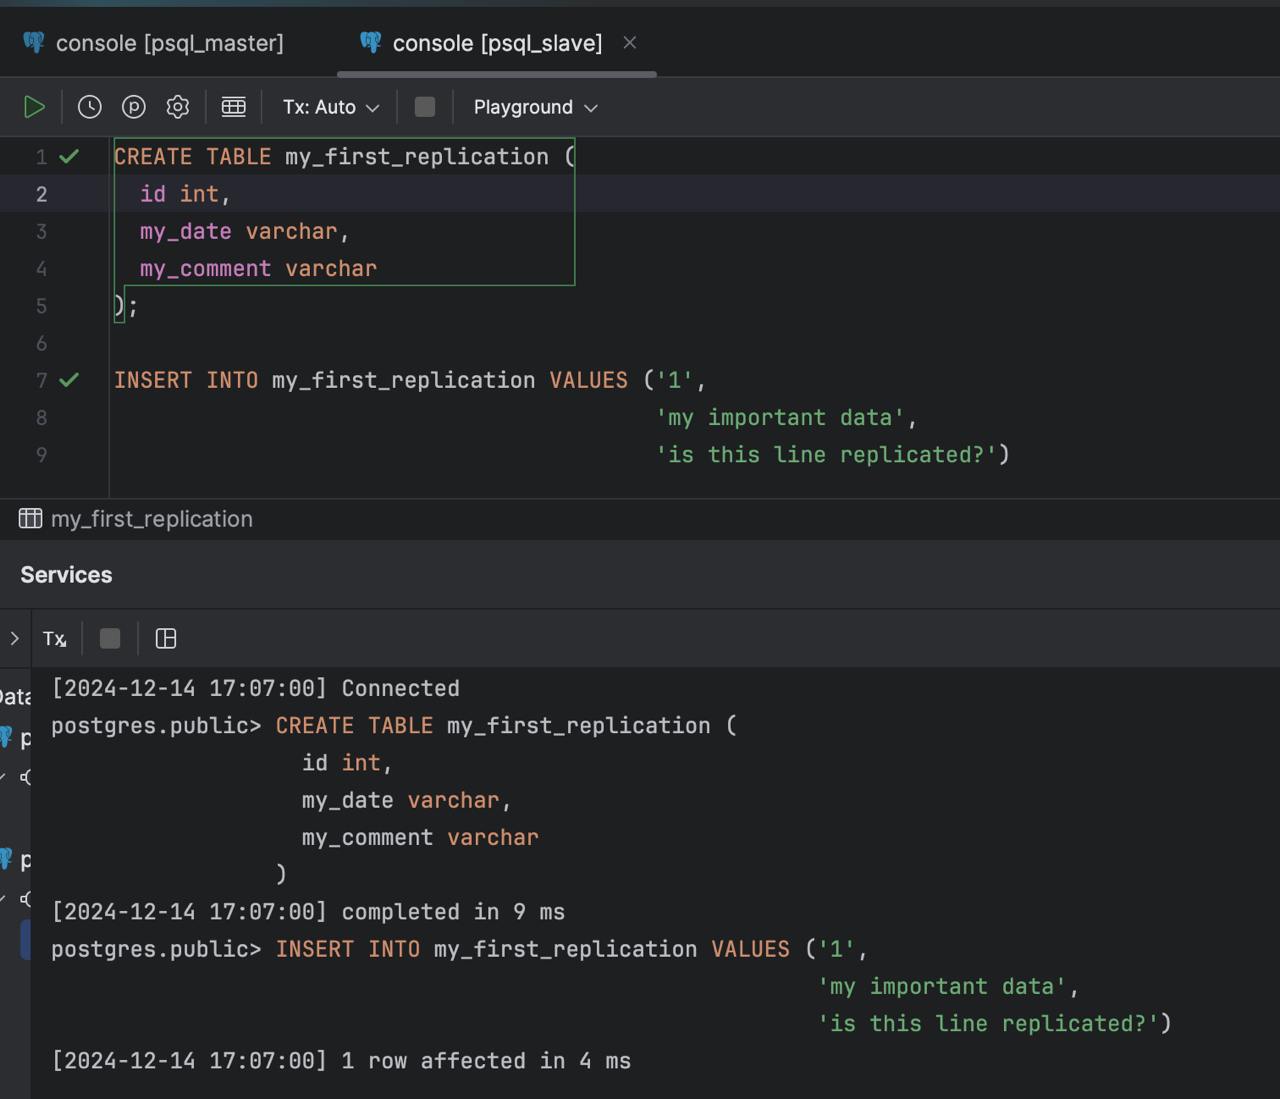 console [psql_master]
console [psql_slave]
Tx: Auto
Playground
1 CREATE TABLE my_first_replication (
2 id int,
3 my_date varchar,
4 my_comment varchar
5 );
6
7 INSERT INTO my_first_replication VALUES ('1',
8 'my important data',
9 'is this line replicated?')
my_first_replication
Services
Tx
[2024-12-14 17:07:00] Connected
postgres.public> CREATE TABLE my_first_replication (
id int,
my_date varchar,
my_comment varchar
)
[2024-12-14 17:07:00] completed in 9 ms
postgres.public> INSERT INTO my_first_replication VALUES ('1',
'my important data',
'is this line replicated?')
[2024-12-14 17:07:00] 1 row affected in 4 ms